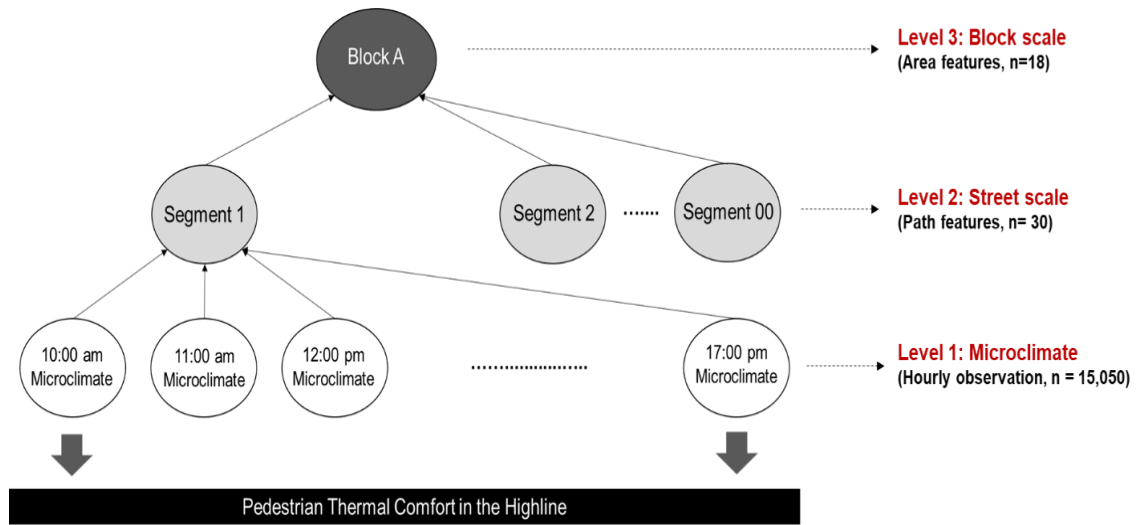 Block A
Level 3: Block scale
(Area features, n=18)
Segment 1
Segment 2
Segment 00
Level 2: Street scale
(Path features, n= 30)
10:00 am
Microclimate
11:00 am
Microclimate
12:00 pm
Microclimate
17:00 pm
Microclimate
Level 1: Microclimate
(Hourly observation, n = 15,050)
Pedestrian Thermal Comfort in the Highline